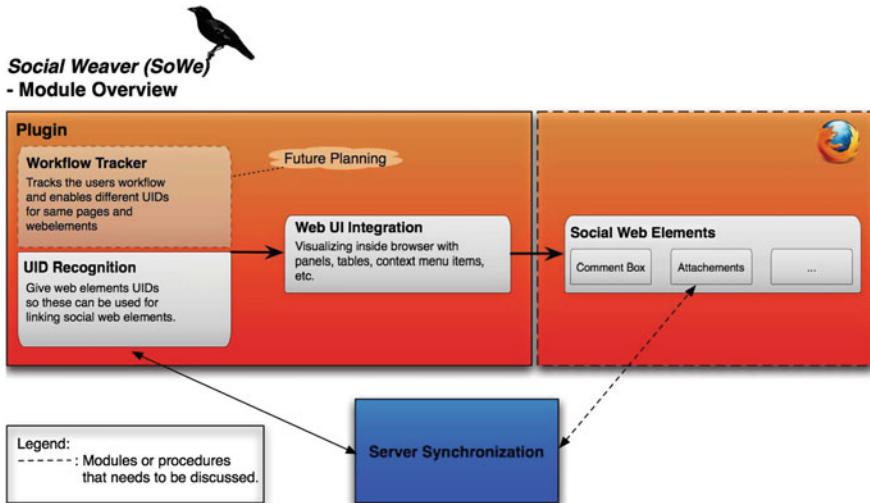 Social Weaver (SoWe)
- Module Overview
Plugin
Workflow Tracker
Tracks the users workflow
and enables different UIDs
for same pages and
webelements
Future Planning
UID Recognition
Give web elements UIDs
so these can be used for
linking social web elements.
Web UI Integration
Visualizing inside browser with
panels, tables, context menu items,
etc.
Social Web Elements
Comment Box
Attachements
...
Server Synchronization
Legend:
------- : Modules or procedures
that needs to be discussed.